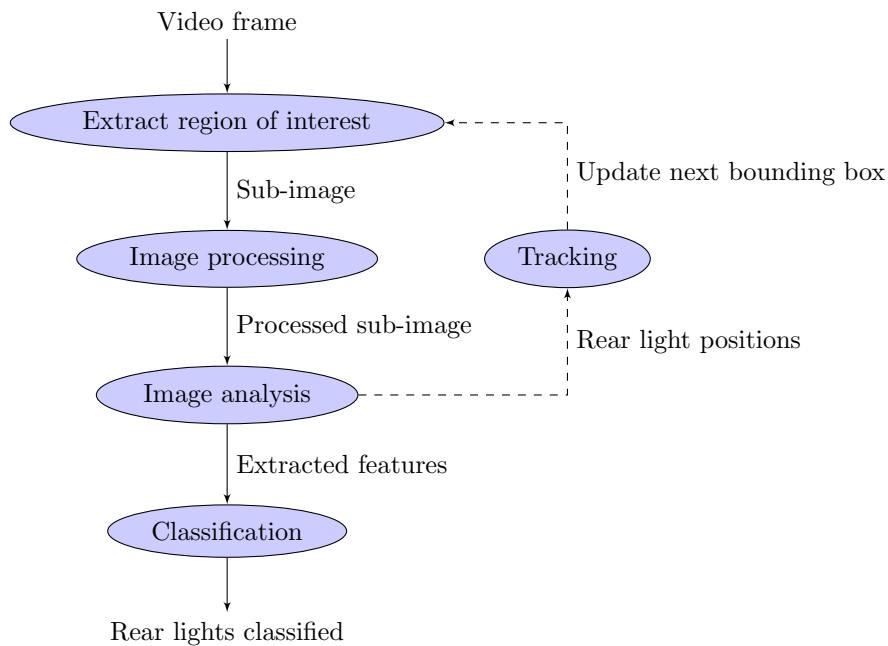 Video frame
Extract region of interest
Update next bounding box
Sub-image
Image processing
Tracking
Processed sub-image
Rear light positions
Image analysis
Extracted features
Classification
Rear lights classified